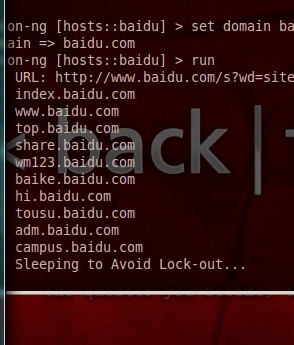 on-ng [hosts::baidu] > set domain ba
ain => baidu.com
on-ng [hosts::baidu] > run
URL: http://www.baidu.com/s?wd=site
index.baidu.com
www.baidu.com
top.baidu.com
share.baidu.com
wm123.baidu.com
baike.baidu.com
hi.baidu.com
tousu.baidu.com
adm.baidu.com
campus.baidu.com
Sleeping to Avoid Lock-out...
< back | t